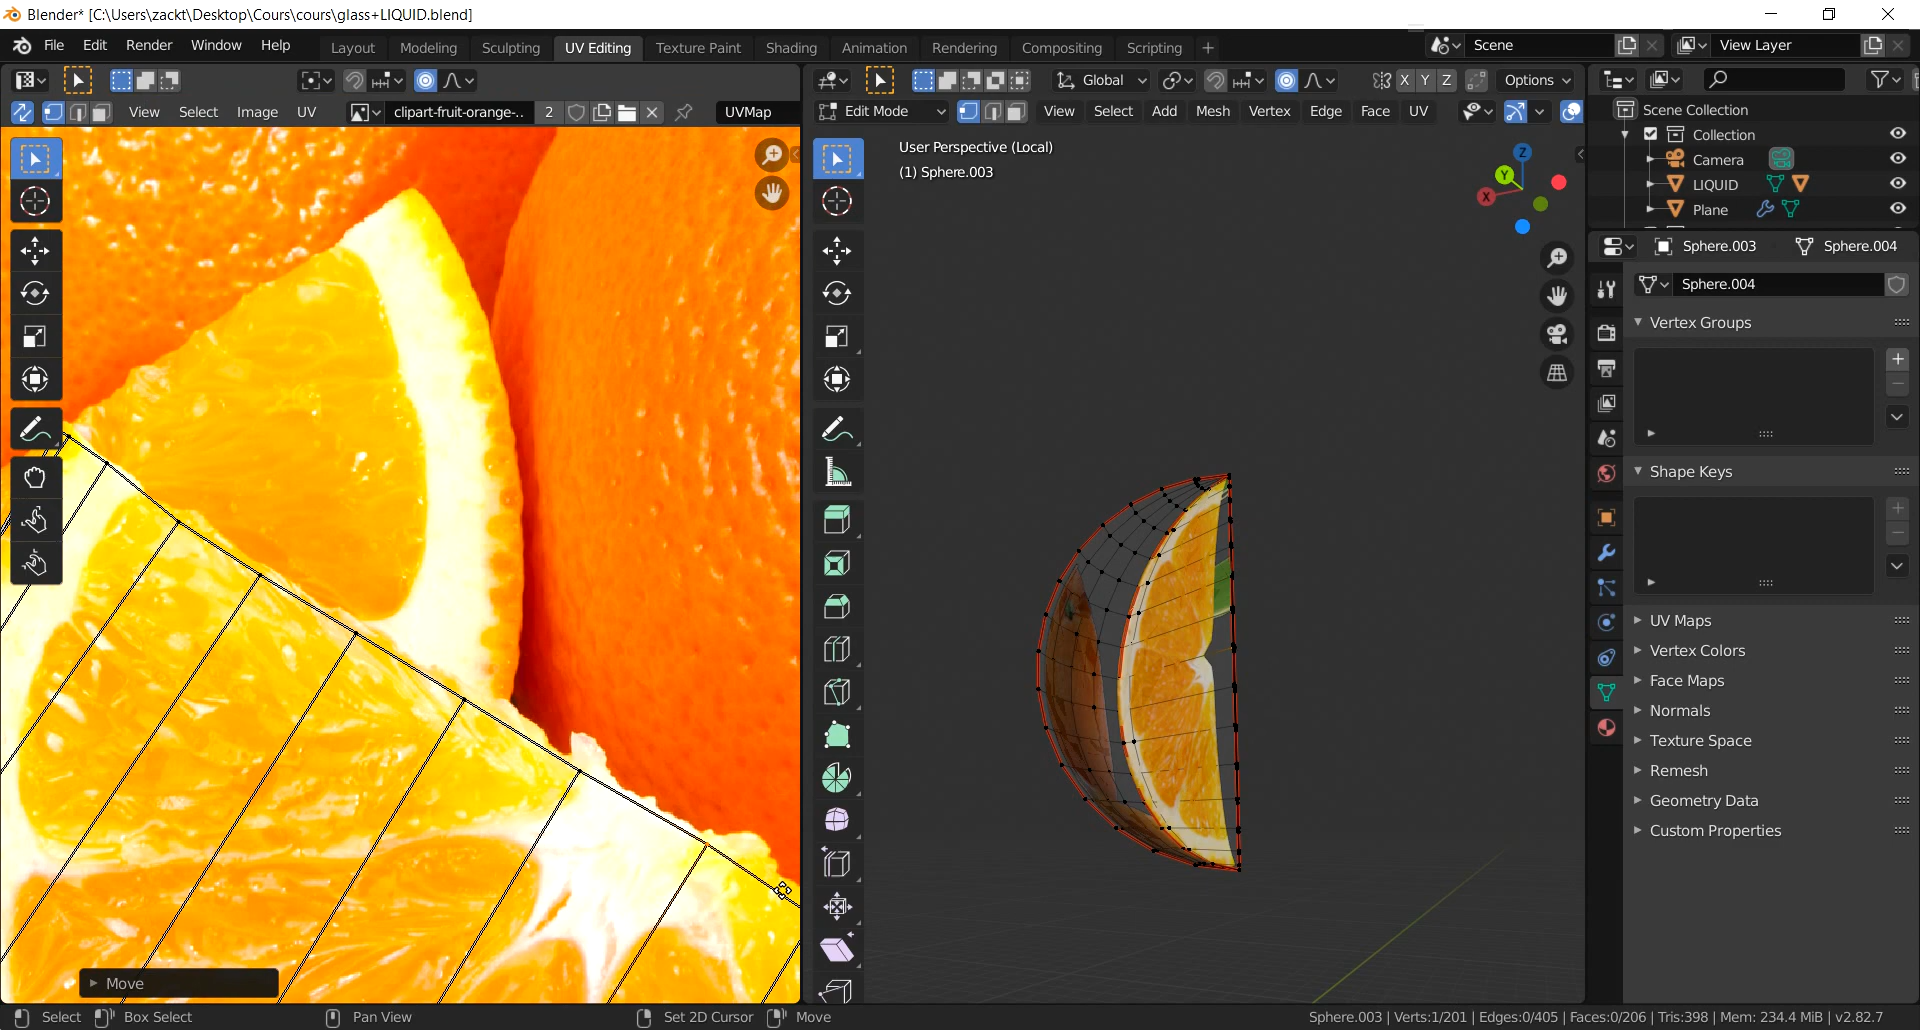 Blender* [C:\Users\zackt\Desktop\Cours\cours\glass+LIQUID.blend]
File Edit Render Window Help Layout Modeling Sculpting UV Editing Texture Paint Shading Animation Rendering Compositing Scripting + Scene View Layer
Global X Y Z Options
View Select Image UV clipart-fruit-orange-.. 2 UVMap
Edit Mode View Select Add Mesh Vertex Edge Face UV
User Perspective (Local)
(1) Sphere.003
Z
Y
X
Scene Collection
Collection
Camera
LIQUID
Plane
Sphere.003 Sphere.004
Sphere.004
Vertex Groups
Shape Keys
UV Maps
Vertex Colors
Face Maps
Normals
Texture Space
Remesh
Geometry Data
Custom Properties
Move
Select Box Select Pan View Set 2D Cursor Move Sphere.003 | Verts:1/201 | Edges:0/405 | Faces:0/206 | Tris:398 | Mem: 234.4 MiB | v2.82.7